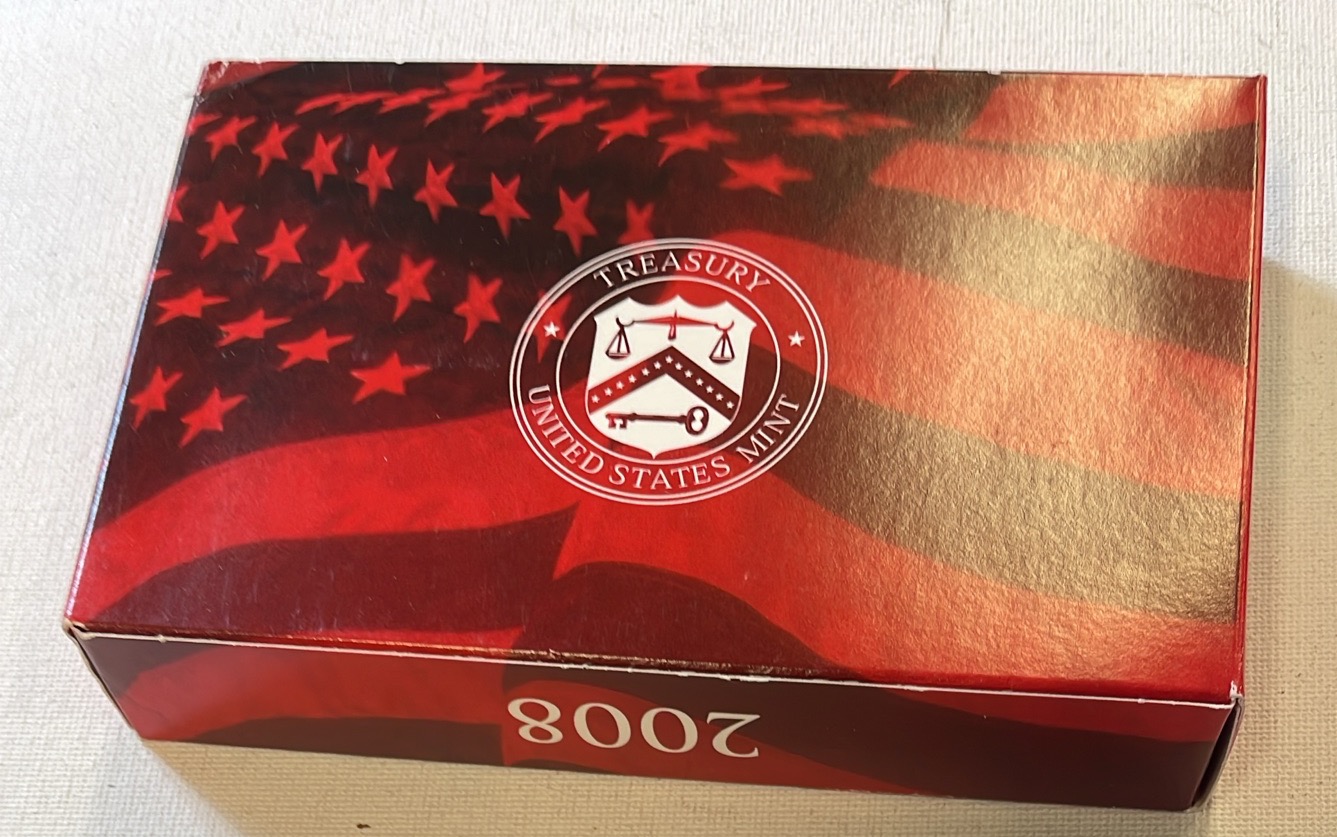 TREASURY
UNITED STATES MINT
2008